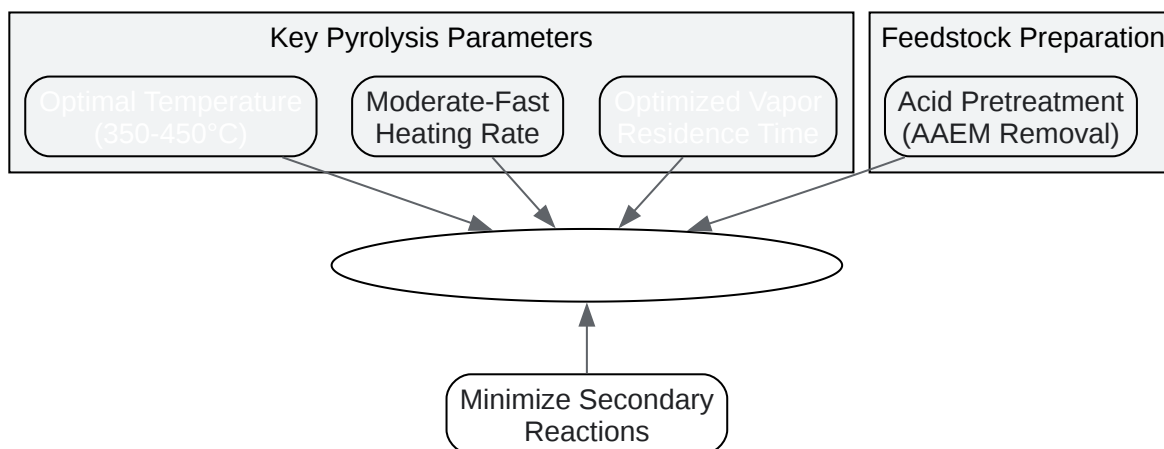 Key Pyrolysis Parameters
Feedstock Preparation
Optimal Temperature
(350-450°C)
Moderate-Fast
Heating Rate
Optimized Vapor
Residence Time
Acid Pretreatment
(AAEM Removal)
Minimize Secondary
Reactions